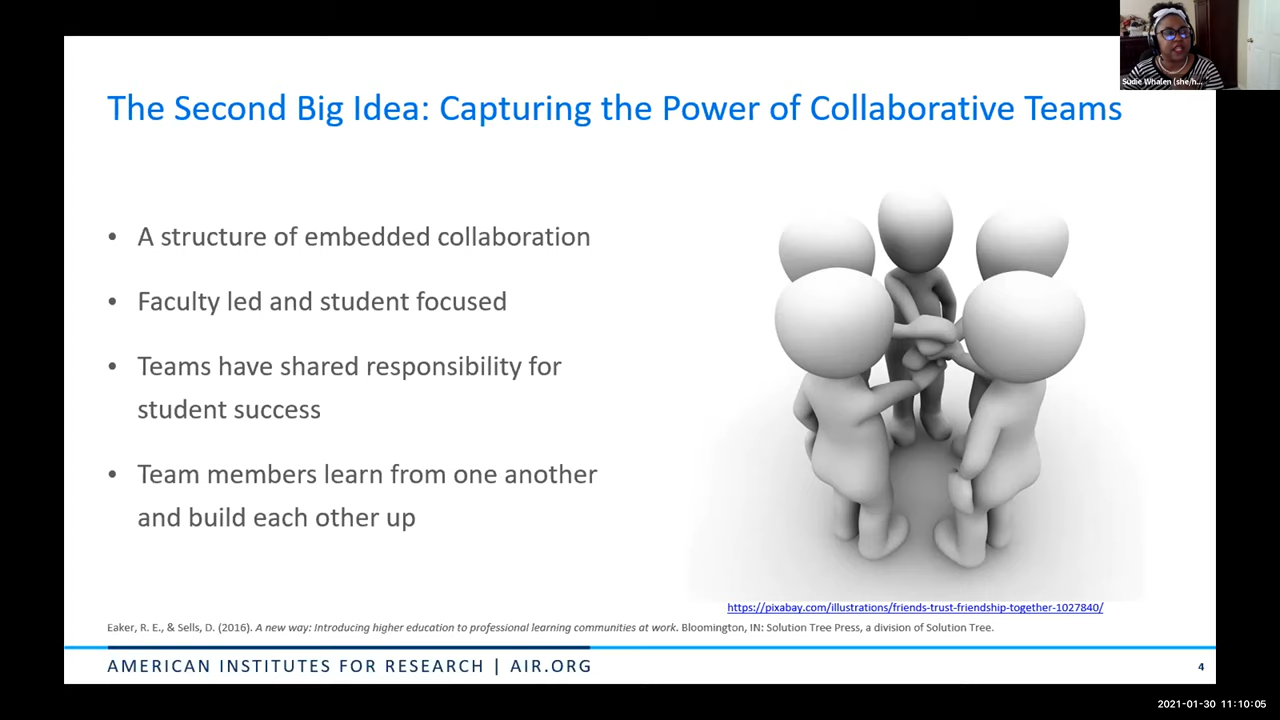 Sudie Whalen (she/h...
The Second Big Idea: Capturing the Power of Collaborative Teams
• A structure of embedded collaboration
• Faculty led and student focused
• Teams have shared responsibility for
student success
• Team members learn from one another
and build each other up
https://pixabay.com/illustrations/friends-trust-friendship-together-1027840/
Eaker, R. E., & Sells, D. (2016). A new way: Introducing higher education to professional learning communities at work. Bloomington, IN: Solution Tree Press, a division of Solution Tree.
AMERICAN INSTITUTES FOR RESEARCH | AIR.ORG
4
2021-01-30 11:10:05